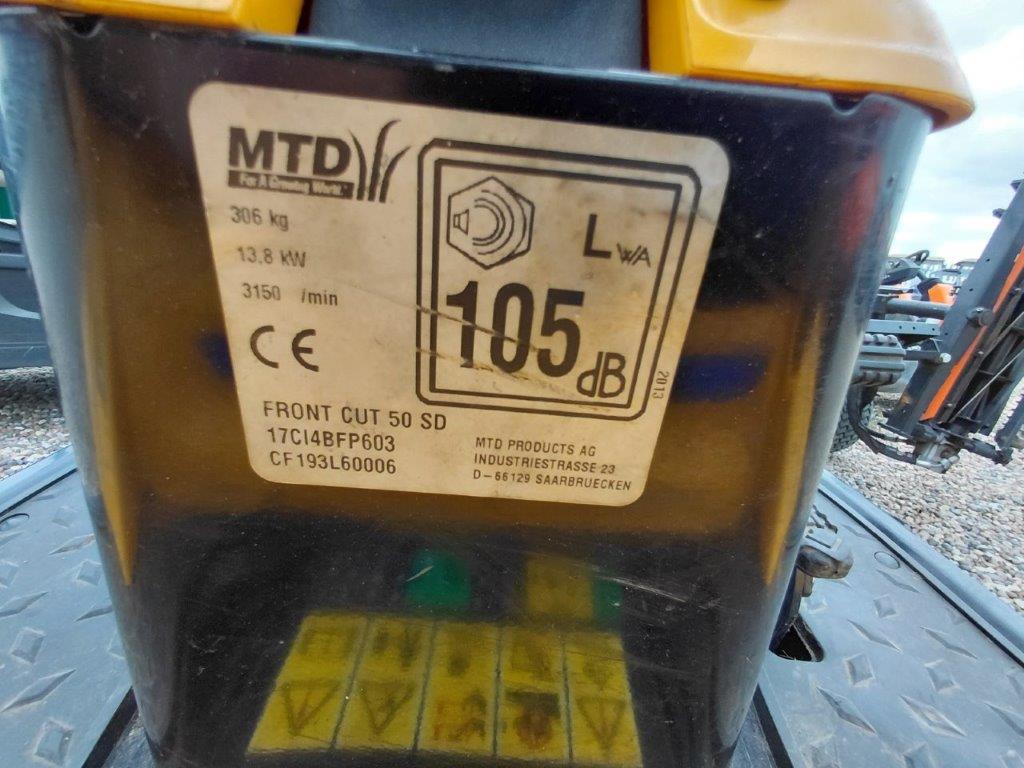 MTD
For A Growing World.
306 kg
13.8 kW
3150 /min
CE
LWA
105
dB
2013
FRONT CUT 50 SD
17CI4BFP603
CF193L60006
MTD PRODUCTS AG
INDUSTRIESTRASSE 23
D-66129 SAARBRUECKEN